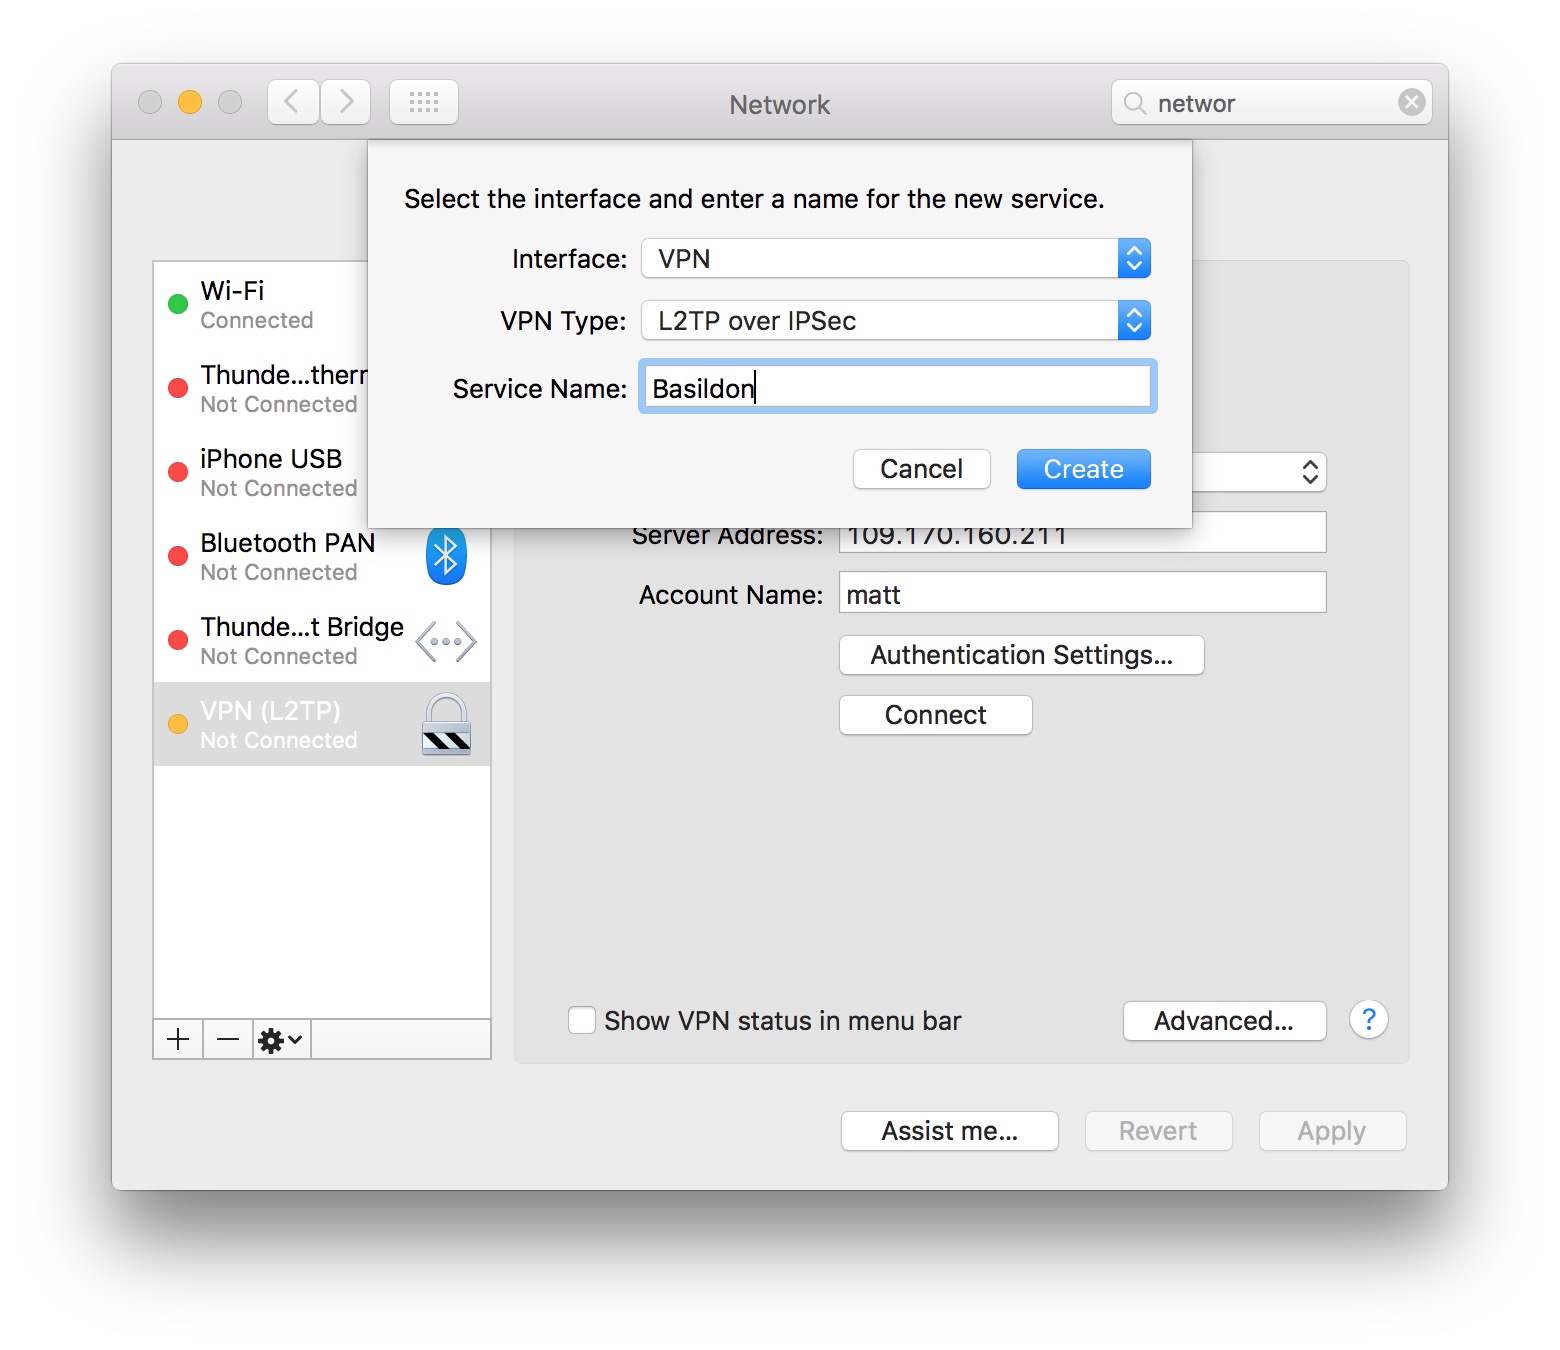 Network
networ
Select the interface and enter a name for the new service.
Interface: VPN
VPN Type: L2TP over IPSec
Service Name: Basildon
Cancel
Create
Wi-Fi
Connected
Thunde...thern
Not Connected
iPhone USB
Not Connected
Bluetooth PAN
Not Connected
Thunde...t Bridge
Not Connected
VPN (L2TP)
Not Connected
Server Address: 109.170.160.211
Account Name: matt
Authentication Settings...
Connect
Show VPN status in menu bar
Advanced...
?
Assist me...
Revert
Apply